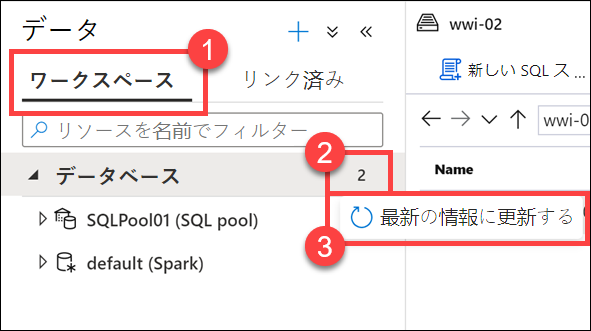 データ
ワークスペース
1
リンク済み
リソースを名前でフィルター
データベース
2
2
最新の情報に更新する
3
SQLPool01 (SQL pool)
default (Spark)
wwi-02
新しい SQL ス
wwi-0
Name